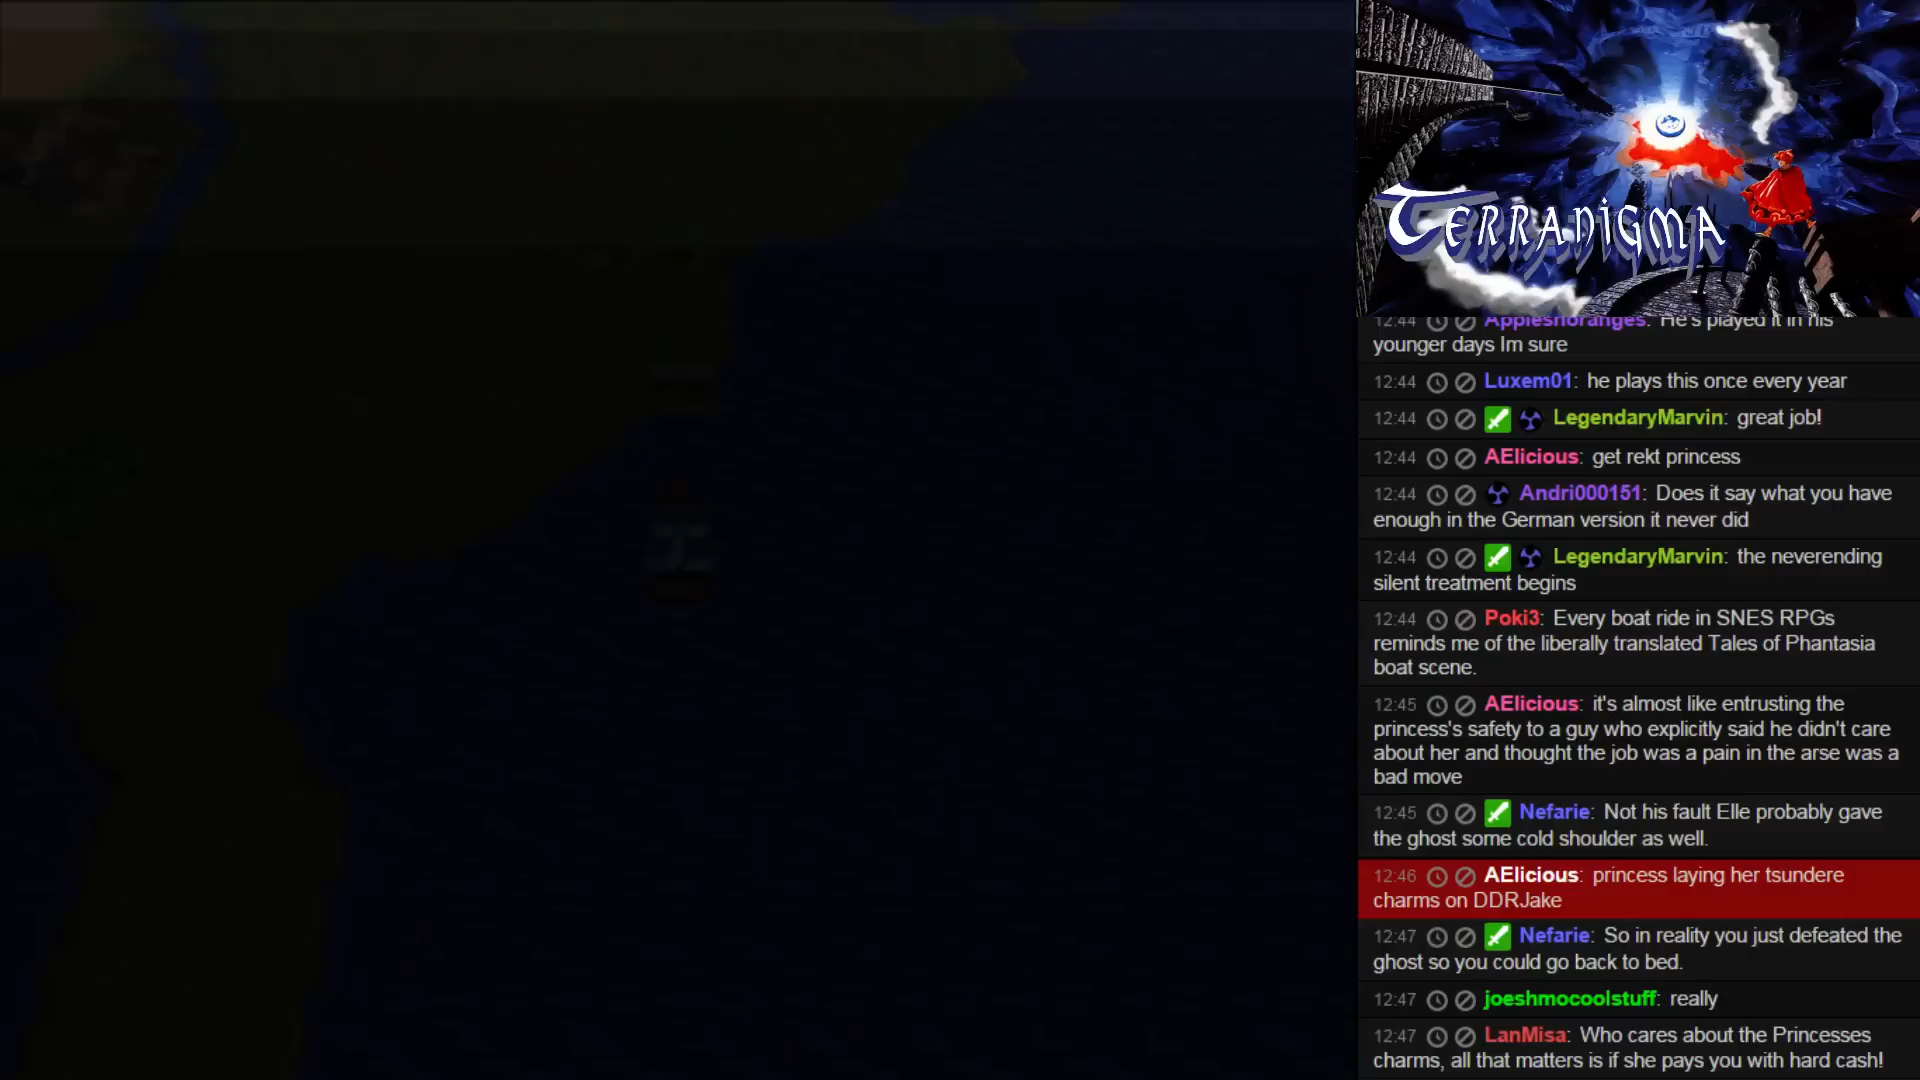 TERRANIGMA
12:44 Applesnoranges: He's played it in his
younger days Im sure
12:44 Luxem01: he plays this once every year
12:44 LegendaryMarvin: great job!
12:44 AElicious: get rekt princess
12:44 Andri000151: Does it say what you have
enough in the German version it never did
12:44 LegendaryMarvin: the neverending
silent treatment begins
12:44 Poki3: Every boat ride in SNES RPGs
reminds me of the liberally translated Tales of Phantasia
boat scene.
12:45 AElicious: it's almost like entrusting the
princess's safety to a guy who explicitly said he didn't care
about her and thought the job was a pain in the arse was a
bad move
12:45 Nefarie: Not his fault Elle probably gave
the ghost some cold shoulder as well.
12:46 AElicious: princess laying her tsundere
charms on DDRJake
12:47 Nefarie: So in reality you just defeated the
ghost so you could go back to bed.
12:47 joeshmocoolstuff: really
12:47 LanMisa: Who cares about the Princesses
charms, all that matters is if she pays you with hard cash!